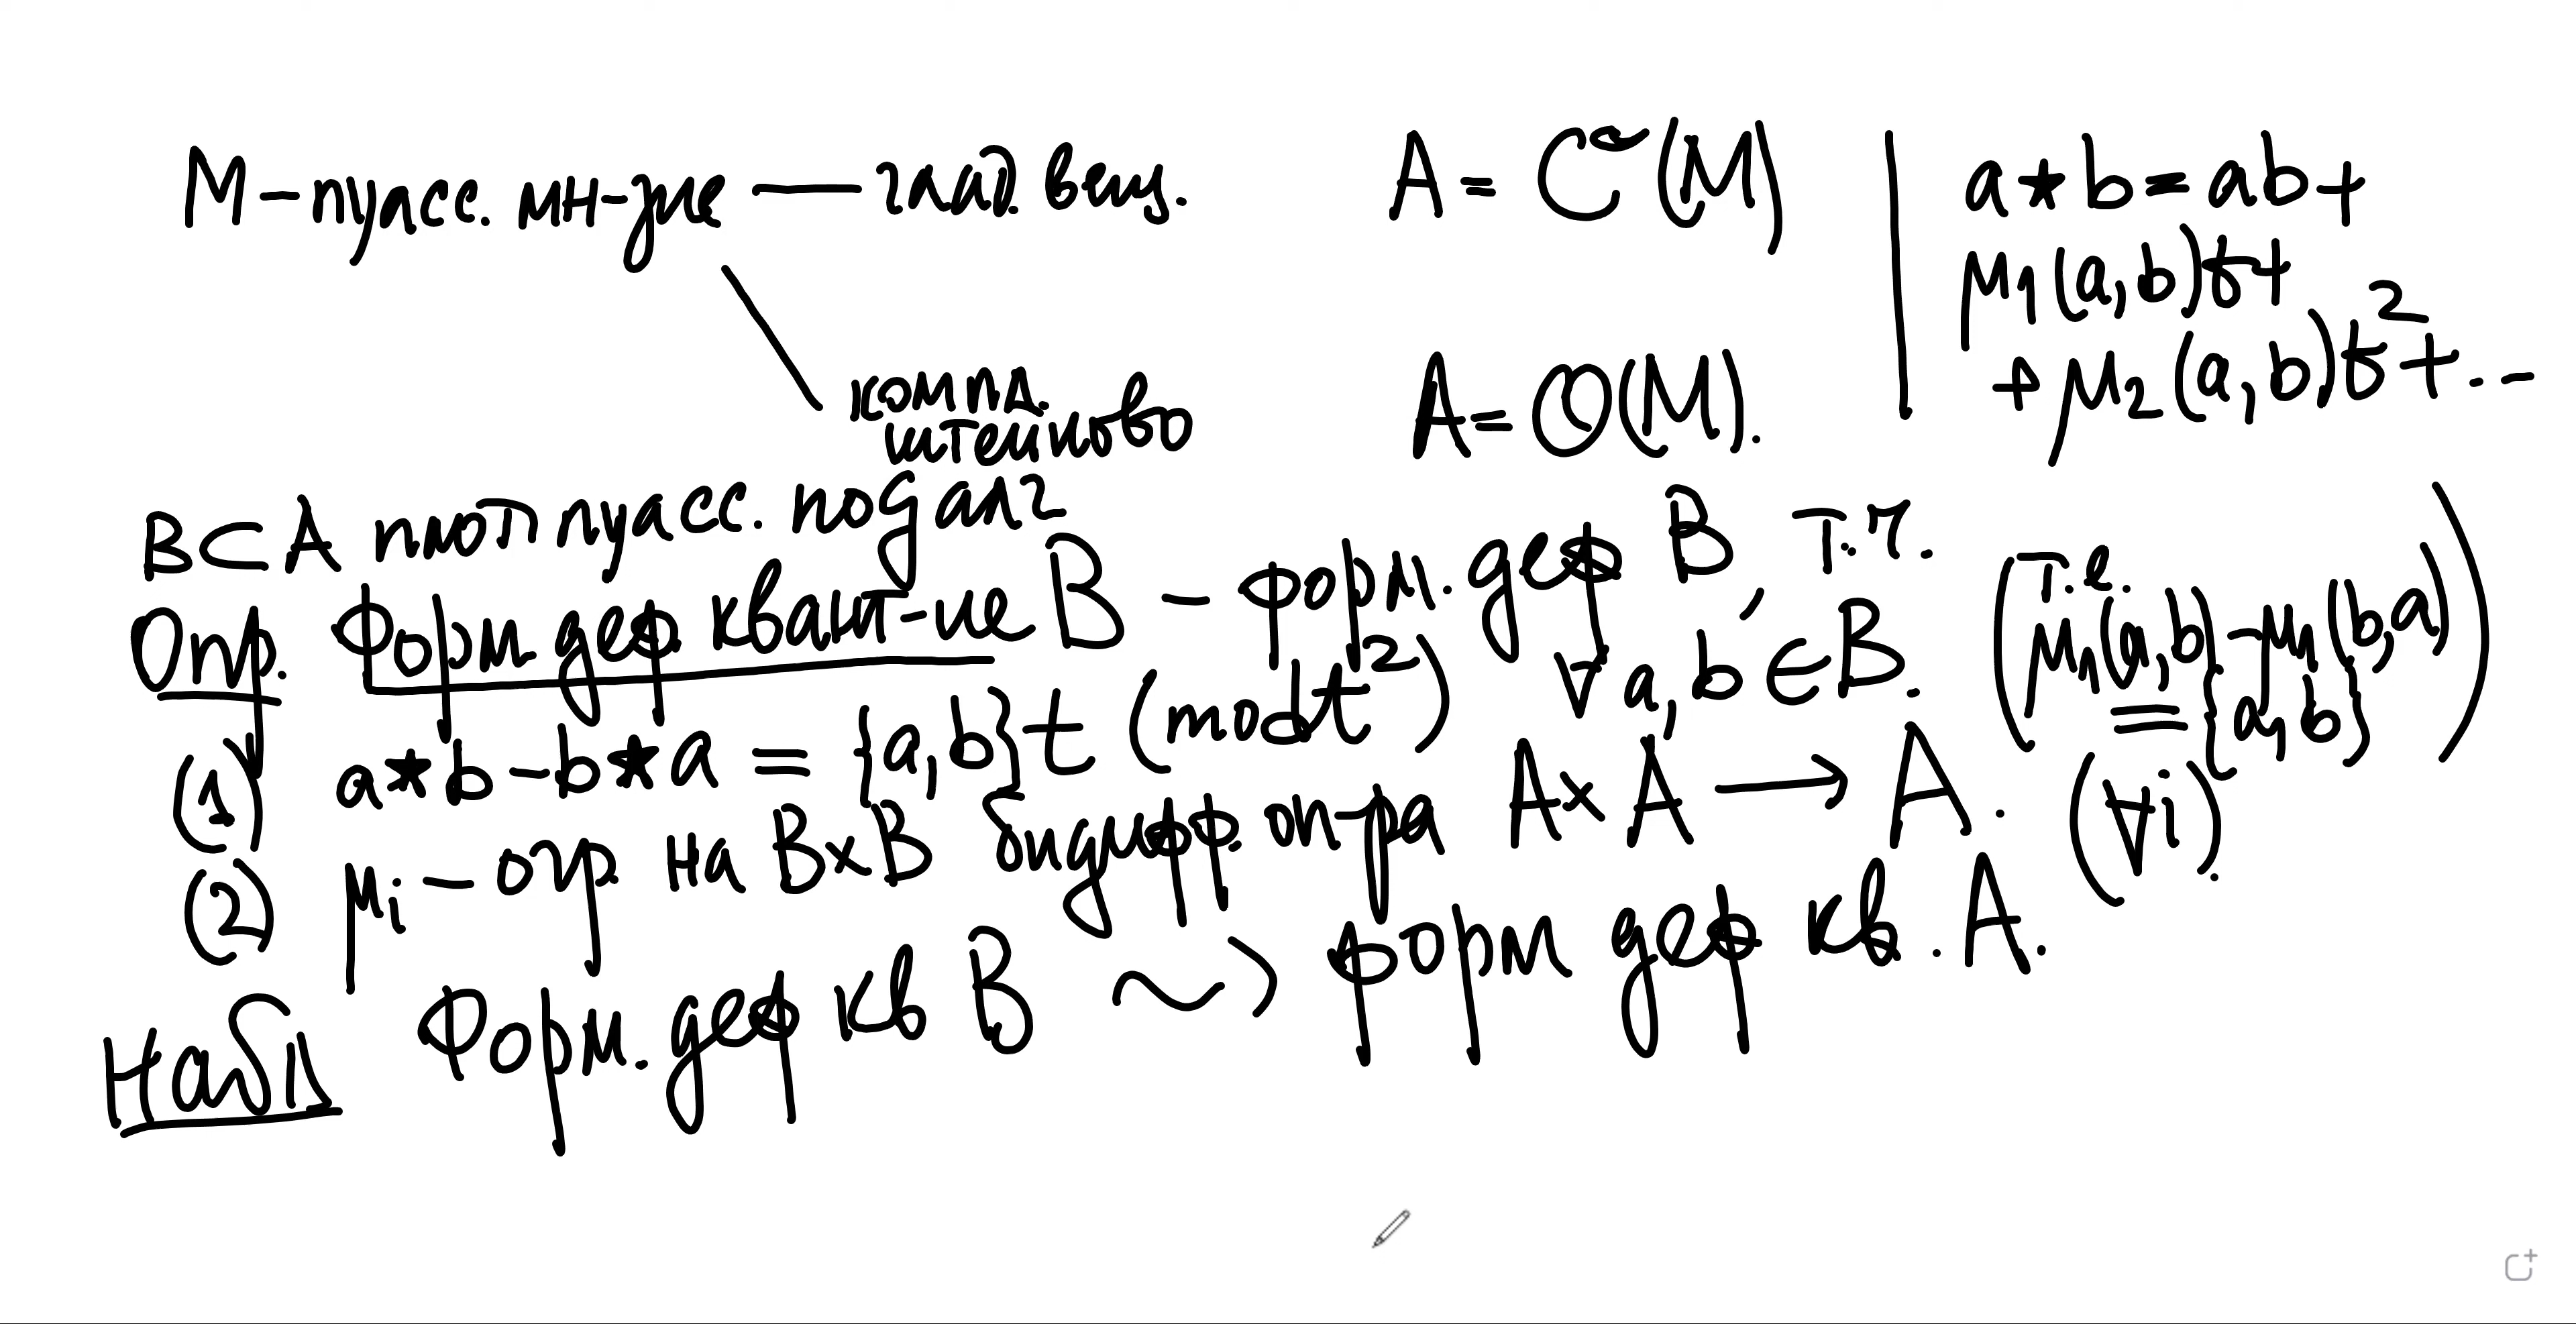 M – пуасс. мн-зие — глад. вещ. A = C^∞(M) | a ★ b = ab +
μ₁(a,b)t +
+ μ₂(a,b)t² + ...
компл. штейново A = O(M).
B ⊂ A плотн пуасс. подалг
Опр. Форм деф квант-ие B – форм. деф B, т.ч.
(1) a ★ b – b ★ a = {a,b}t (mod t²) ∀ a, b ∈ B. (т.е. μ₁(a,b) – μ₁(b,a) = {a,b})
(2) μᵢ – огр. на B×B бидифф. оп-ра A×A → A. (∀i).
Набл Форм. деф кв B ⇝ форм деф кв. A.